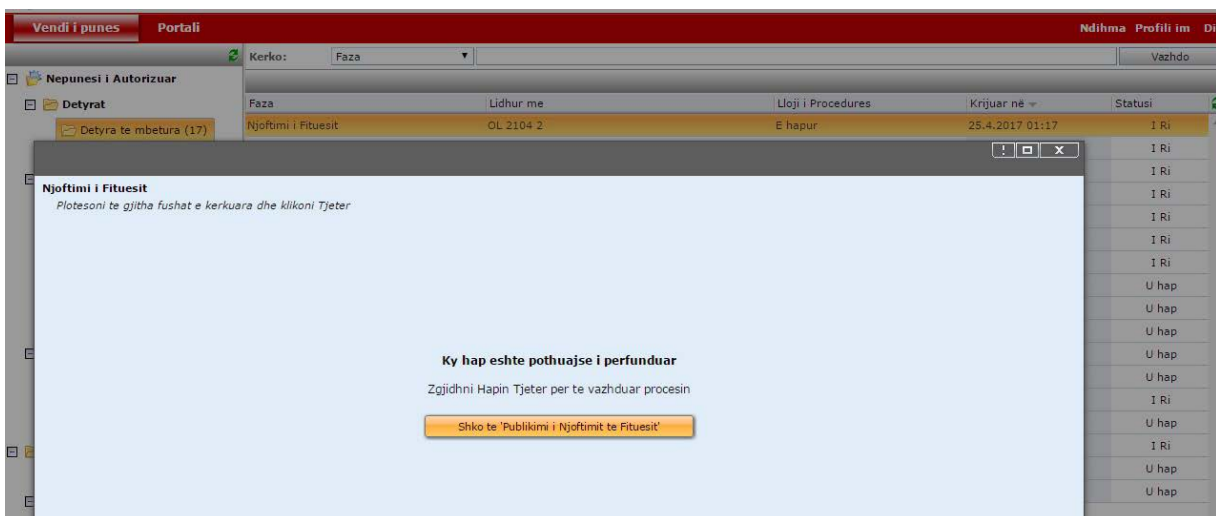 Vendi i punes Portali Ndihma Profili im Di
Kerko: Faza Vazhdo
Nepunesi i Autorizuar
Detyrat
Faza Lidhur me Lloji i Procedures Krijuar në Statusi
Detyra te mbetura (17) Njoftimi i Fituesit OL 2104 2 E hapur 25.4.2017 01:17 I Ri
I Ri
I Ri
Njoftimi i Fituesit
I Ri
Plotesoni te gjitha fushat e kerkuara dhe klikoni Tjeter
I Ri
I Ri
I Ri
U hap
U hap
U hap
Ky hap eshte pothuajse i perfunduar
U hap
Zgjidhni Hapin Tjeter per te vazhduar procesin
U hap
I Ri
Shko te 'Publikimi i Njoftimit te Fituesit'
U hap
I Ri
U hap
U hap